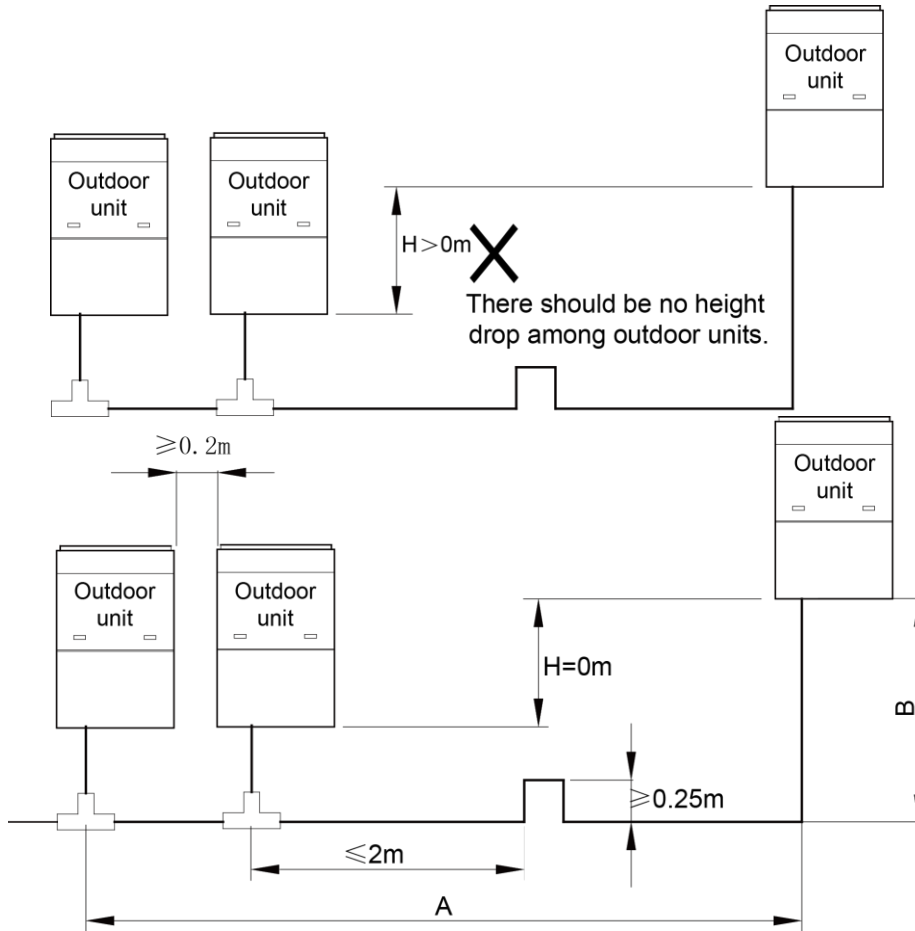 Outdoor
unit
Outdoor
unit
Outdoor
unit
H>0m
There should be no height
drop among outdoor units.
≥0.2m
Outdoor
unit
Outdoor
unit
Outdoor
unit
H=0m
B
≥0.25m
≤2m
A